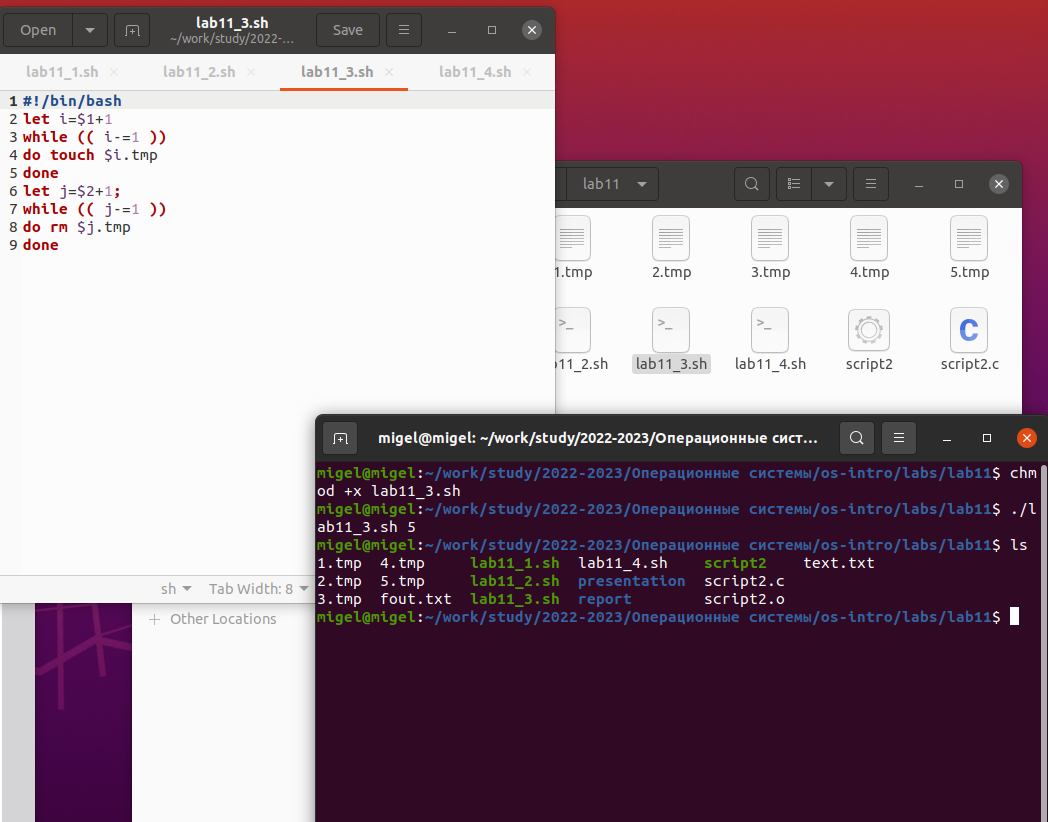 Open
lab11_3.sh
~/work/study/2022-...
Save
lab11_1.sh
lab11_2.sh
lab11_3.sh
lab11_4.sh
1 #!/bin/bash
2 let i=$1+1
3 while (( i-=1 ))
4 do touch $i.tmp
5 done
6 let j=$2+1;
7 while (( j-=1 ))
8 do rm $j.tmp
9 done
sh
Tab Width: 8
lab11
1.tmp
2.tmp
3.tmp
4.tmp
5.tmp
b11_2.sh
lab11_3.sh
lab11_4.sh
script2
script2.c
Other Locations
migel@migel: ~/work/study/2022-2023/Операционные сист...
migel@migel:~/work/study/2022-2023/Операционные системы/os-intro/labs/lab11$ chm
od +x lab11_3.sh
migel@migel:~/work/study/2022-2023/Операционные системы/os-intro/labs/lab11$ ./l
ab11_3.sh 5
migel@migel:~/work/study/2022-2023/Операционные системы/os-intro/labs/lab11$ ls
1.tmp 4.tmp lab11_1.sh lab11_4.sh script2 text.txt
2.tmp 5.tmp lab11_2.sh presentation script2.c
3.tmp fout.txt lab11_3.sh report script2.o
migel@migel:~/work/study/2022-2023/Операционные системы/os-intro/labs/lab11$